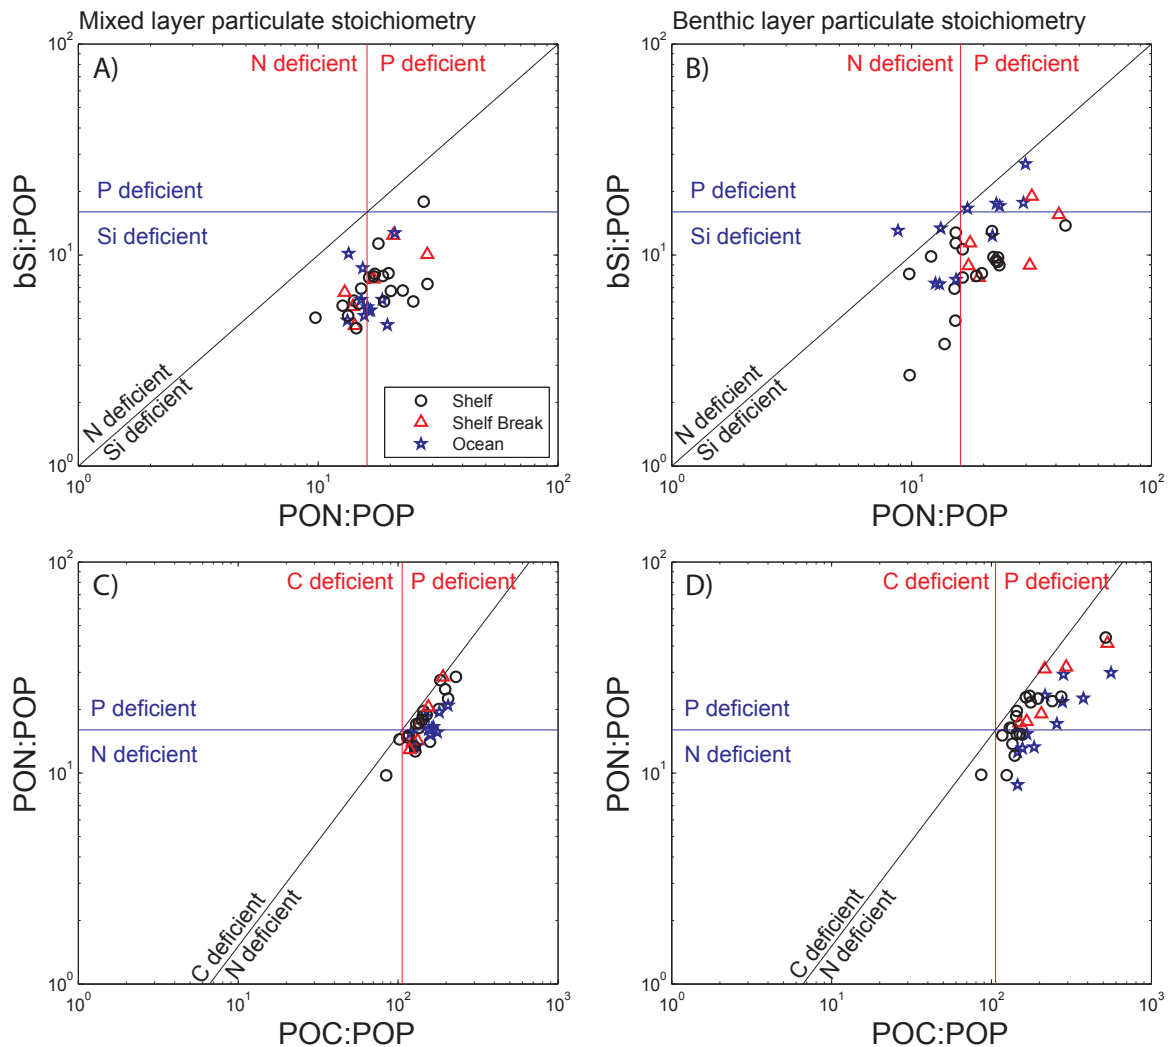 Mixed layer particulate stoichiometry
Benthic layer particulate stoichiometry
A)
N deficient
P deficient
P deficient
Si deficient
N deficient
Si deficient
Shelf
Shelf Break
Ocean
10^2
10^1
10^0
10^0
10^1
10^2
bSi:POP
PON:POP
B)
N deficient
P deficient
P deficient
Si deficient
N deficient
Si deficient
10^2
10^1
10^0
10^0
10^1
10^2
bSi:POP
PON:POP
C)
C deficient
P deficient
P deficient
N deficient
C deficient
N deficient
10^2
10^1
10^0
10^0
10^1
10^2
10^3
PON:POP
POC:POP
D)
C deficient
P deficient
P deficient
N deficient
C deficient
N deficient
10^2
10^1
10^0
10^0
10^1
10^2
10^3
PON:POP
POC:POP